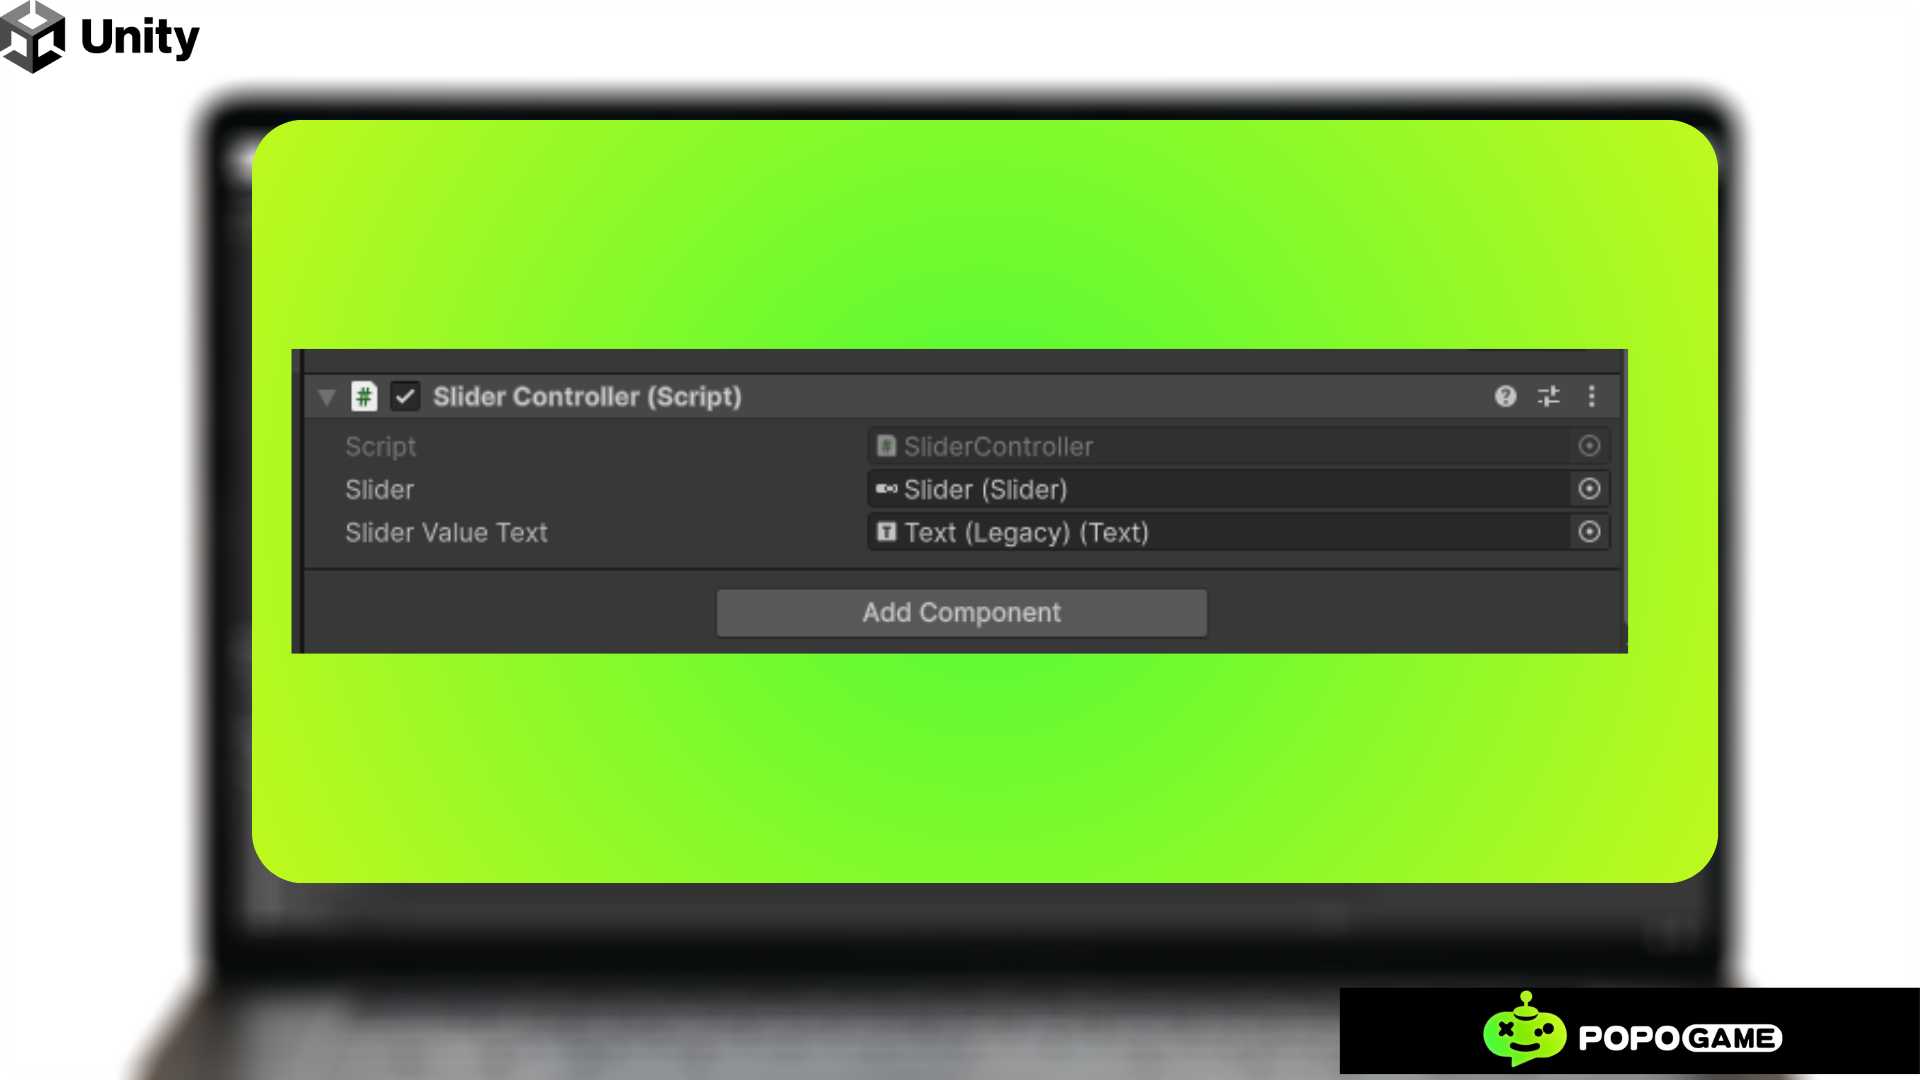 Unity
# Slider Controller (Script)
Script # SliderController
Slider Slider (Slider)
Slider Value Text T Text (Legacy) (Text)
Add Component
POPOGAME